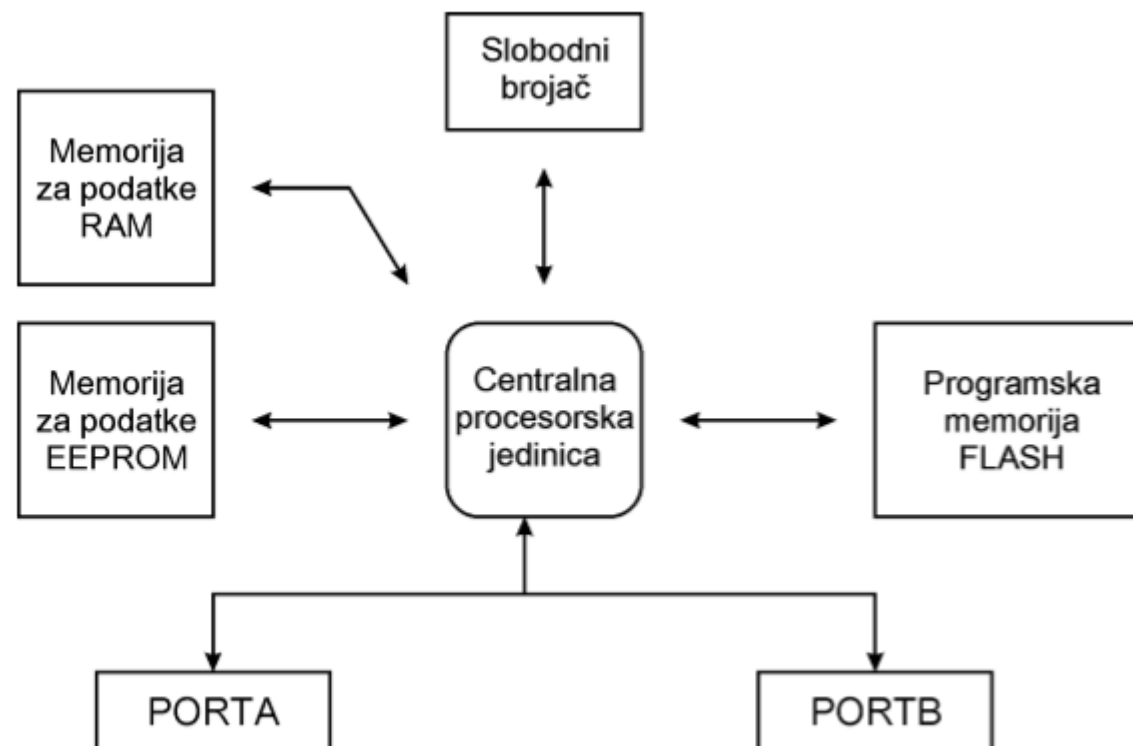 Slobodni
brojač
Memorija
za podatke
RAM
Memorija
za podatke
EEPROM
Centralna
procesorska
jedinica
Programska
memorija
FLASH
PORTA
PORTB